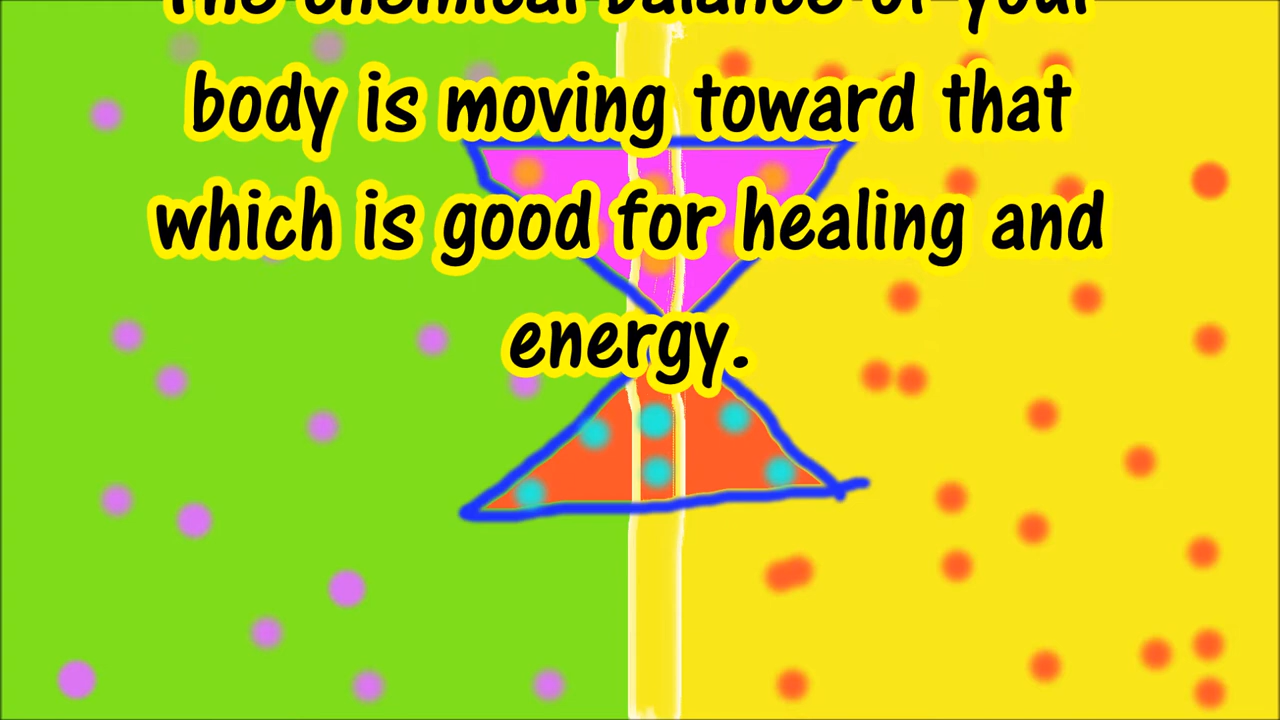 The chemical balance of your
body is moving toward that
which is good for healing and
energy.